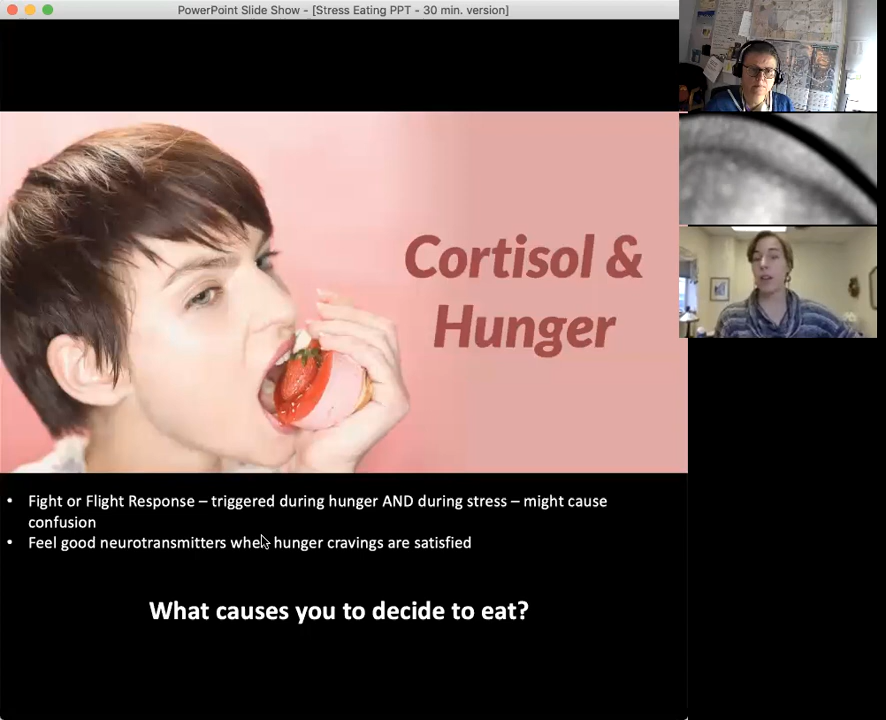 PowerPoint Slide Show - [Stress Eating PPT - 30 min. version]
Cortisol &
Hunger
• Fight or Flight Response – triggered during hunger AND during stress – might cause
confusion
• Feel good neurotransmitters when hunger cravings are satisfied
What causes you to decide to eat?